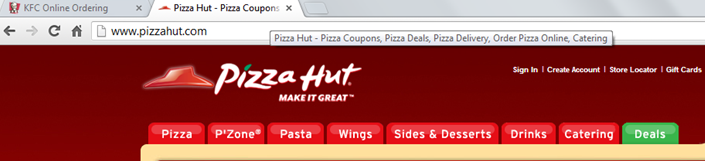 KFC Online Ordering
Pizza Hut - Pizza Coupons
www.pizzahut.com
Pizza Hut - Pizza Coupons, Pizza Deals, Pizza Delivery, Order Pizza Online, Catering
Pizza Hut®
MAKE IT GREAT™
Sign In | Create Account | Store Locator | Gift Cards
Pizza P'Zone® Pasta Wings Sides & Desserts Drinks Catering Deals